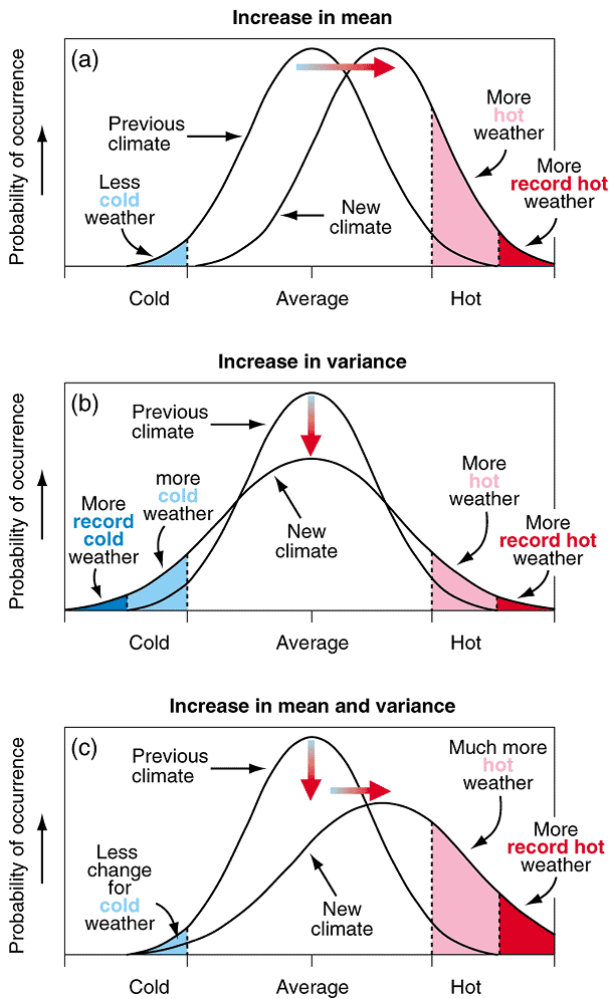 Increase in mean
(a)
Probability of occurrence
Previous
climate
Less
cold
weather
New
climate
More
hot
weather
More
record hot
weather
Cold
Average
Hot
Increase in variance
(b)
Probability of occurrence
Previous
climate
more
cold
weather
More
record
cold
weather
New
climate
More
hot
weather
More
record hot
weather
Cold
Average
Hot
Increase in mean and variance
(c)
Probability of occurrence
Previous
climate
Less
change
for
cold
weather
New
climate
Much more
hot
weather
More
record hot
weather
Cold
Average
Hot